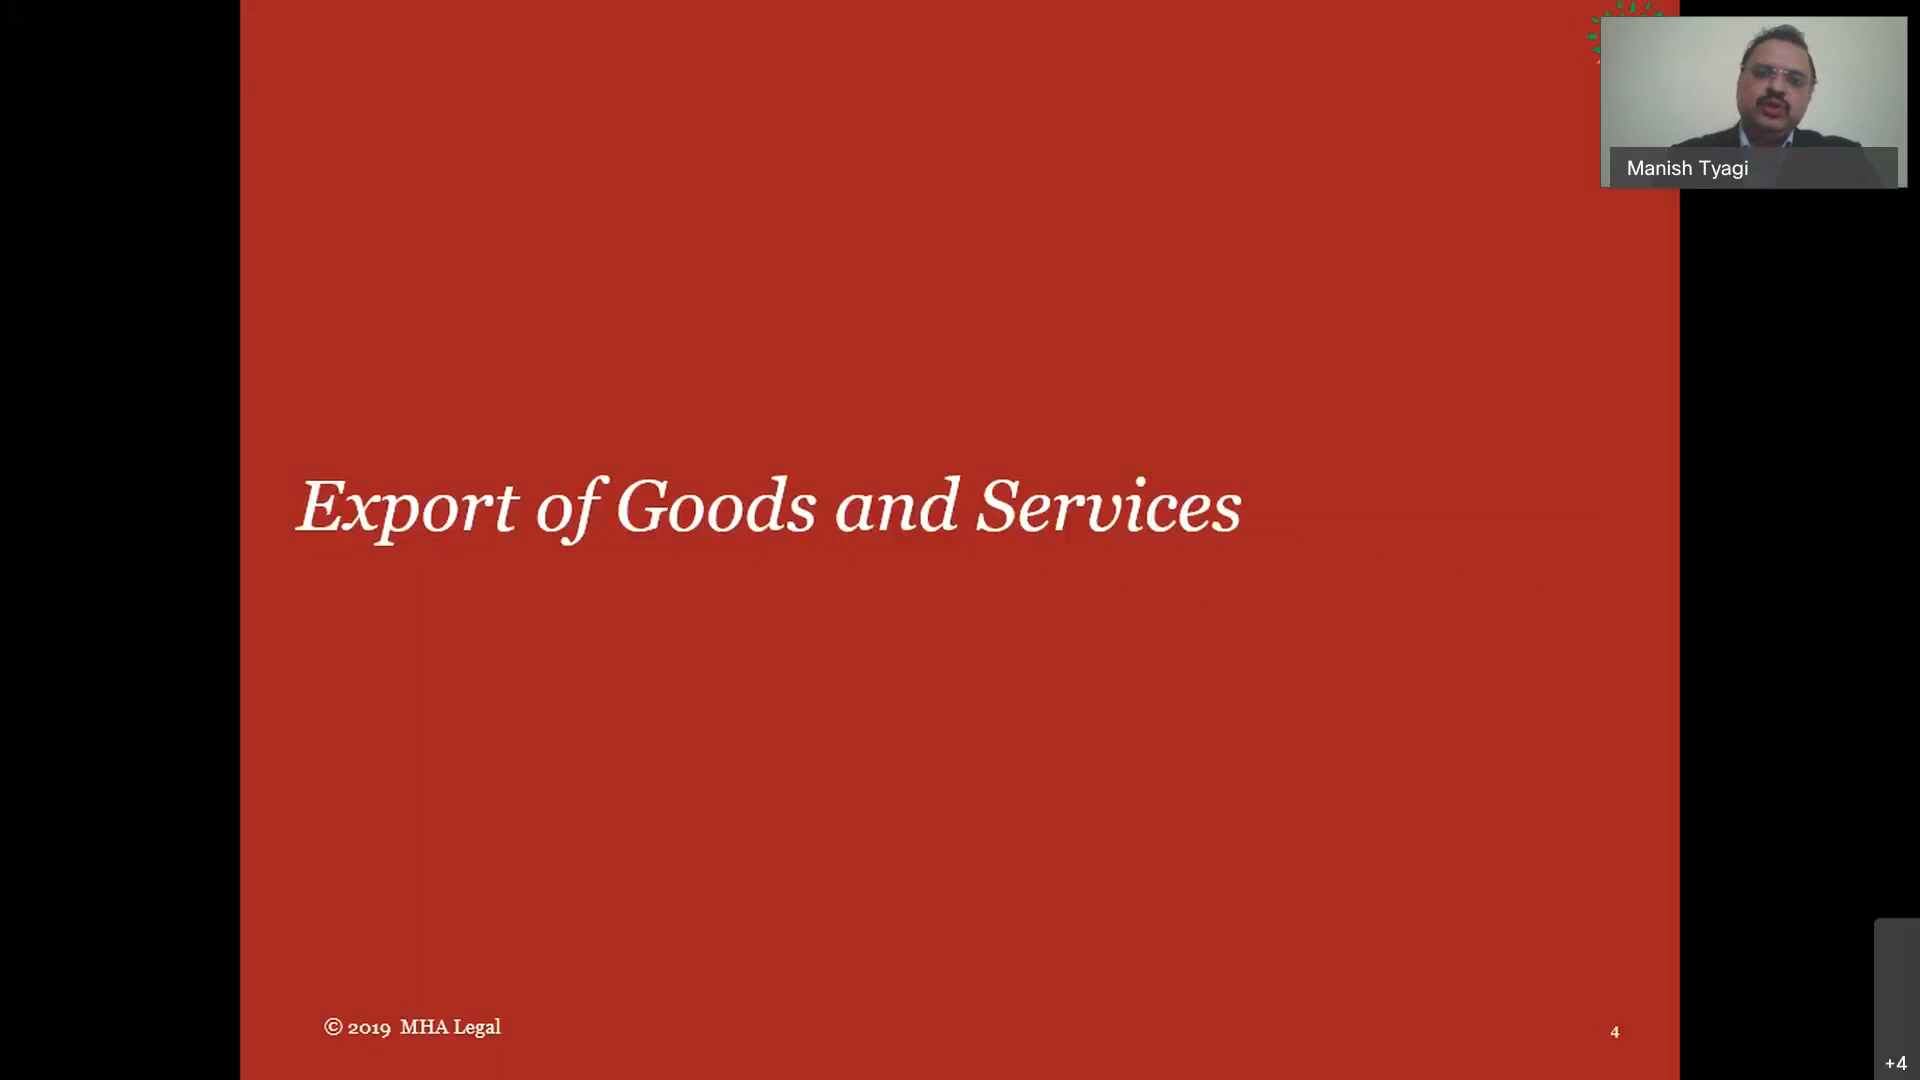 Manish Tyagi
Export of Goods and Services
© 2019 MHA Legal
4
+4